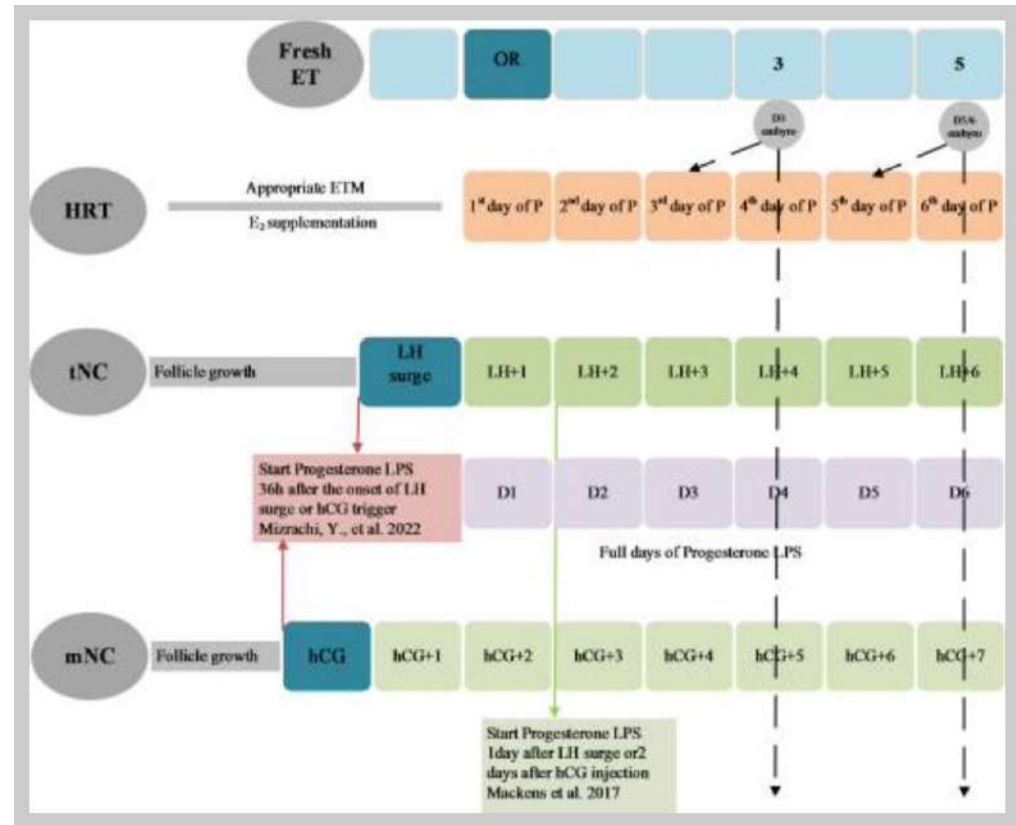 Fresh
ET
OR
3
5
D3
embyro
D5/6
embyro
HRT
Appropriate ETM
E₂ supplementation
1st day of P
2nd day of P
3rd day of P
4th day of P
5th day of P
6th day of P
tNC
Follicle growth
LH
surge
LH+1
LH+2
LH+3
LH+4
LH+5
LH+6
Start Progesterone LPS
36h after the onset of LH
surge or hCG trigger
Mizrachi, Y., et al. 2022
D1
D2
D3
D4
D5
D6
Full days of Progesterone LPS
mNC
Follicle growth
hCG
hCG+1
hCG+2
hCG+3
hCG+4
hCG+5
hCG+6
hCG+7
Start Progesterone LPS
1day after LH surge or2
days after hCG injection
Mackens et al. 2017